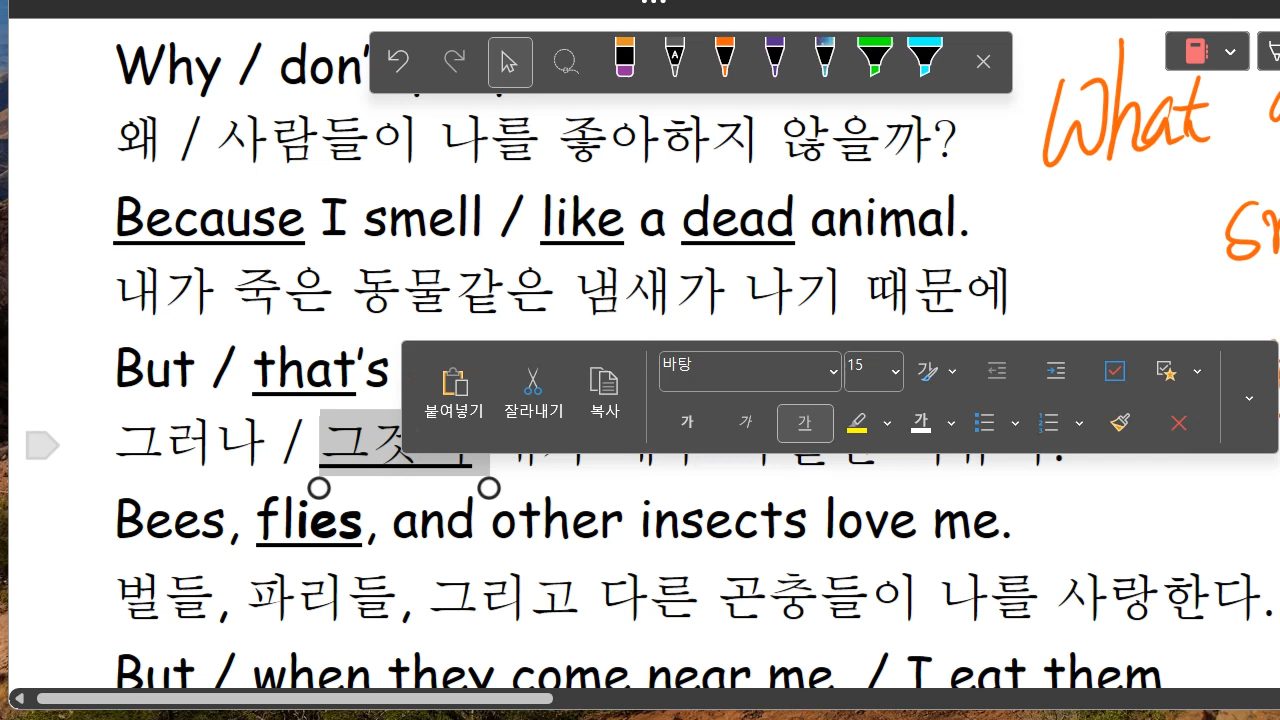 Why / don'
왜 / 사람들이 나를 좋아하지 않을까?
What
Because I smell / like a dead animal.
내가 죽은 동물같은 냄새가 나기 때문에
But / that's
붙여넣기 잘라내기 복사
바탕 15
가 가 가 가
그러나 / 그것
Bees, flies, and other insects love me.
벌들, 파리들, 그리고 다른 곤충들이 나를 사랑한다.
But / when they come near me / I eat them